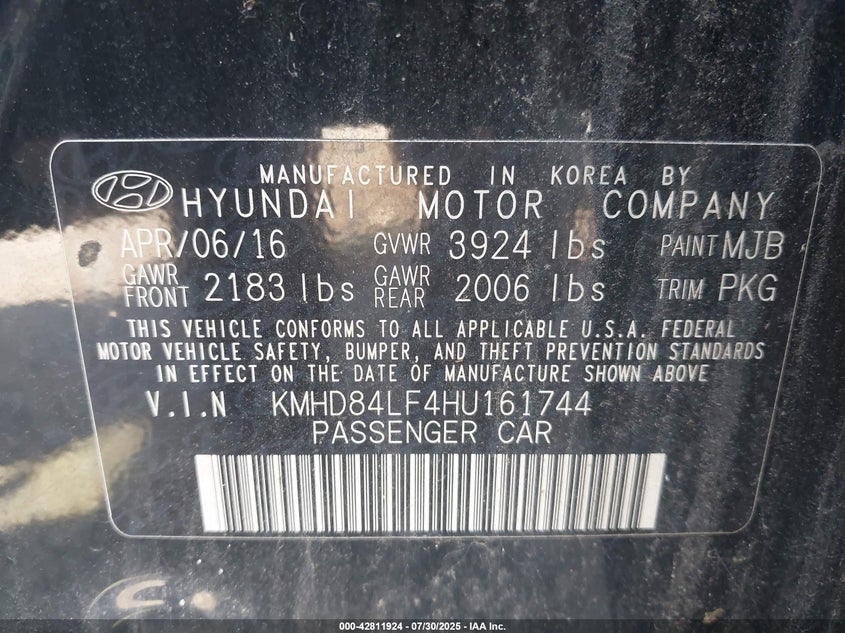 MANUFACTURED IN KOREA BY
HYUNDAI MOTOR COMPANY
APR/06/16 GVWR 3924 lbs PAINT MJB
GAWR FRONT 2183 lbs GAWR REAR 2006 lbs TRIM PKG
THIS VEHICLE CONFORMS TO ALL APPLICABLE U.S.A. FEDERAL
MOTOR VEHICLE SAFETY, BUMPER, AND THEFT PREVENTION STANDARDS
IN EFFECT ON THE DATE OF MANUFACTURE SHOWN ABOVE
V.I.N KMHD84LF4HU161744
PASSENGER CAR
000-42811924 - 07/30/2025 - IAA Inc.